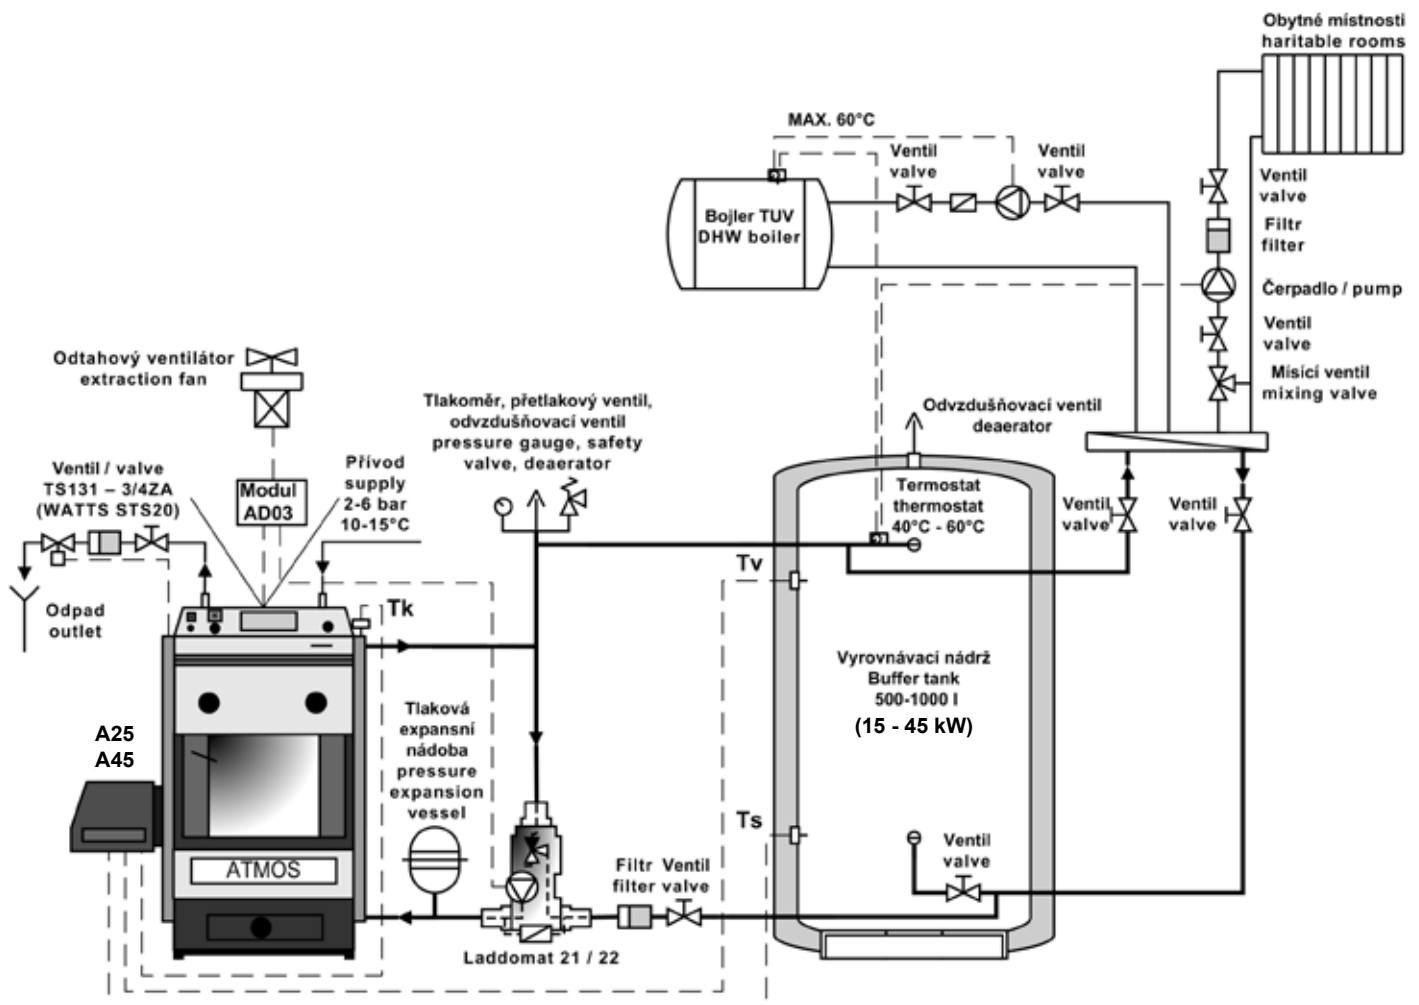 Obytné místnosti
haritable rooms
MAX. 60°C
Ventil
valve
Ventil
valve
Ventil
valve
Bojler TUV
DHW boiler
Filtr
filter
Čerpadlo / pump
Ventil
valve
Mísící ventil
mixing valve
Odtahový ventilátor
extraction fan
Tlakoměr, přetlakový ventil,
odvzdušňovací ventil
pressure gauge, safety
valve, deaerator
Odvzdušňovací ventil
deaerator
Ventil / valve
TS131 – 3/4ZA
(WATTS STS20)
Modul
AD03
Přívod
supply
2-6 bar
10-15°C
Termostat
thermostat
40°C - 60°C
Ventil
valve
Ventil
valve
Tv
Tk
Odpad
outlet
Vyrovnávací nádrž
Buffer tank
500-1000 l
(15 - 45 kW)
A25
A45
Tlaková
expansní
nádoba
pressure
expansion
vessel
Ts
Ventil
valve
Filtr Ventil
filter valve
ATMOS
Laddomat 21 / 22